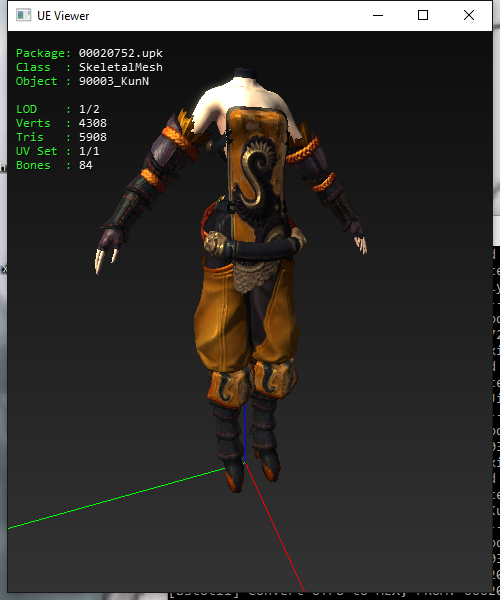 UE Viewer
Package: 00020752.upk
Class : SkeletalMesh
Object : 90003_KunN
LOD : 1/2
Verts : 4308
Tris : 5908
UV Set : 1/1
Bones : 84